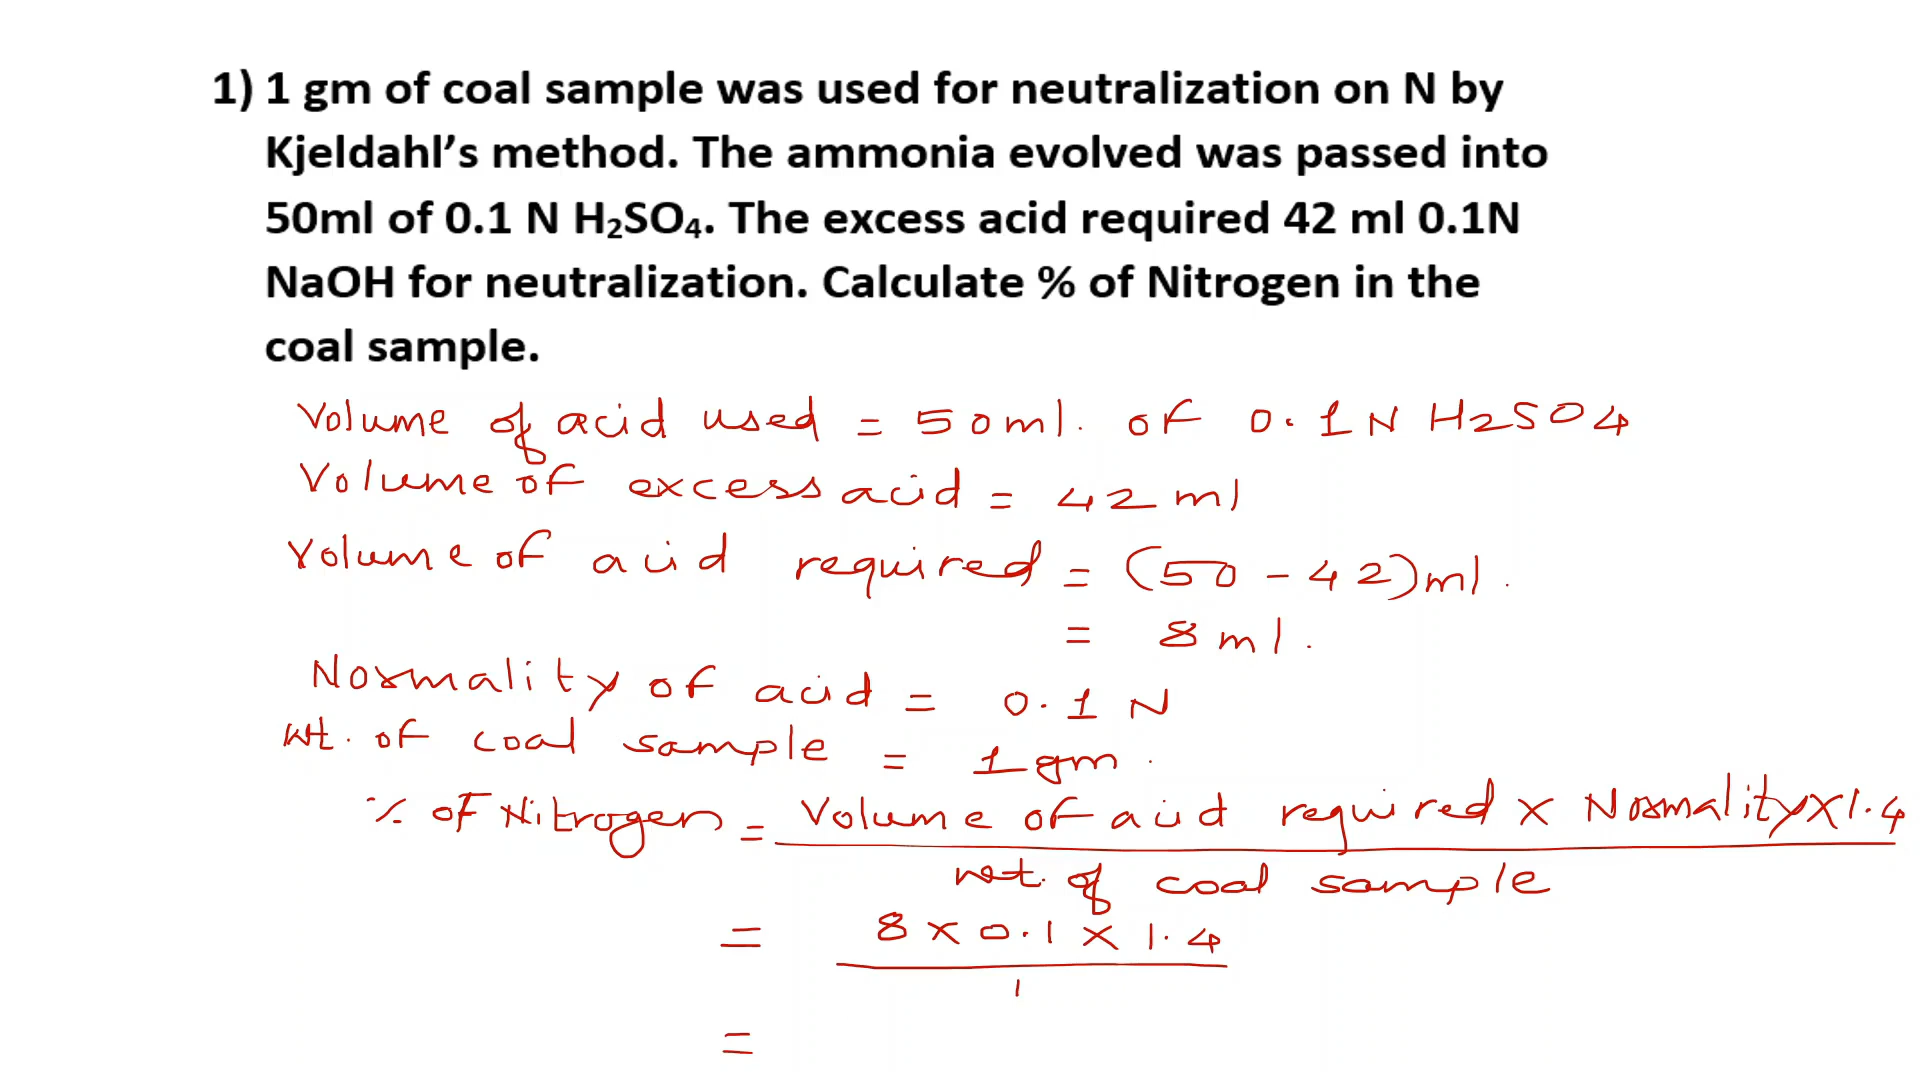 1) 1 gm of coal sample was used for neutralization on N by
Kjeldahl’s method. The ammonia evolved was passed into
50ml of 0.1 N H₂SO₄. The excess acid required 42 ml 0.1N
NaOH for neutralization. Calculate % of Nitrogen in the
coal sample.
Volume of acid used = 50ml. of 0.1N H2SO4
Volume of excess acid = 42 ml
Volume of acid required = (50 - 42)ml.
= 8 ml.
Normality of acid = 0.1 N
Wt. of coal sample = 1 gm.
% of Nitrogen = Volume of acid required x Normality x 1.4
wt. of coal sample
= 8 x 0.1 x 1.4
1
=